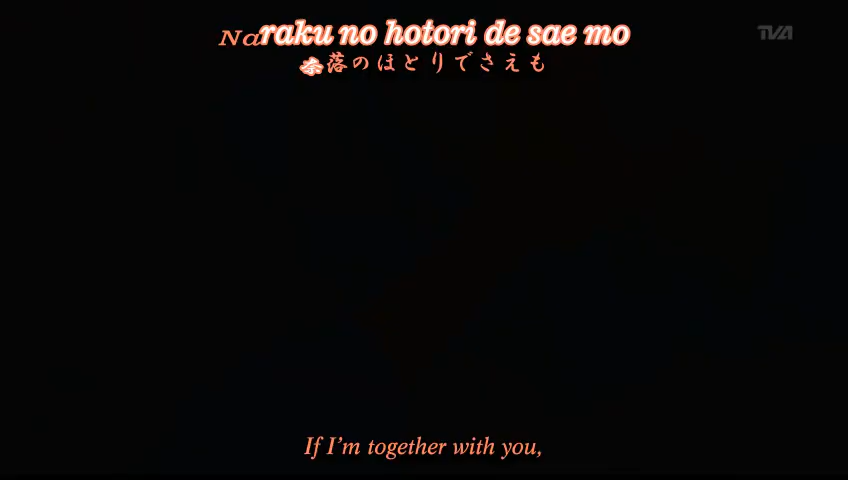 Naraku no hotori de sae mo
TVA
奈落のほとりでさえも
If I'm together with you,